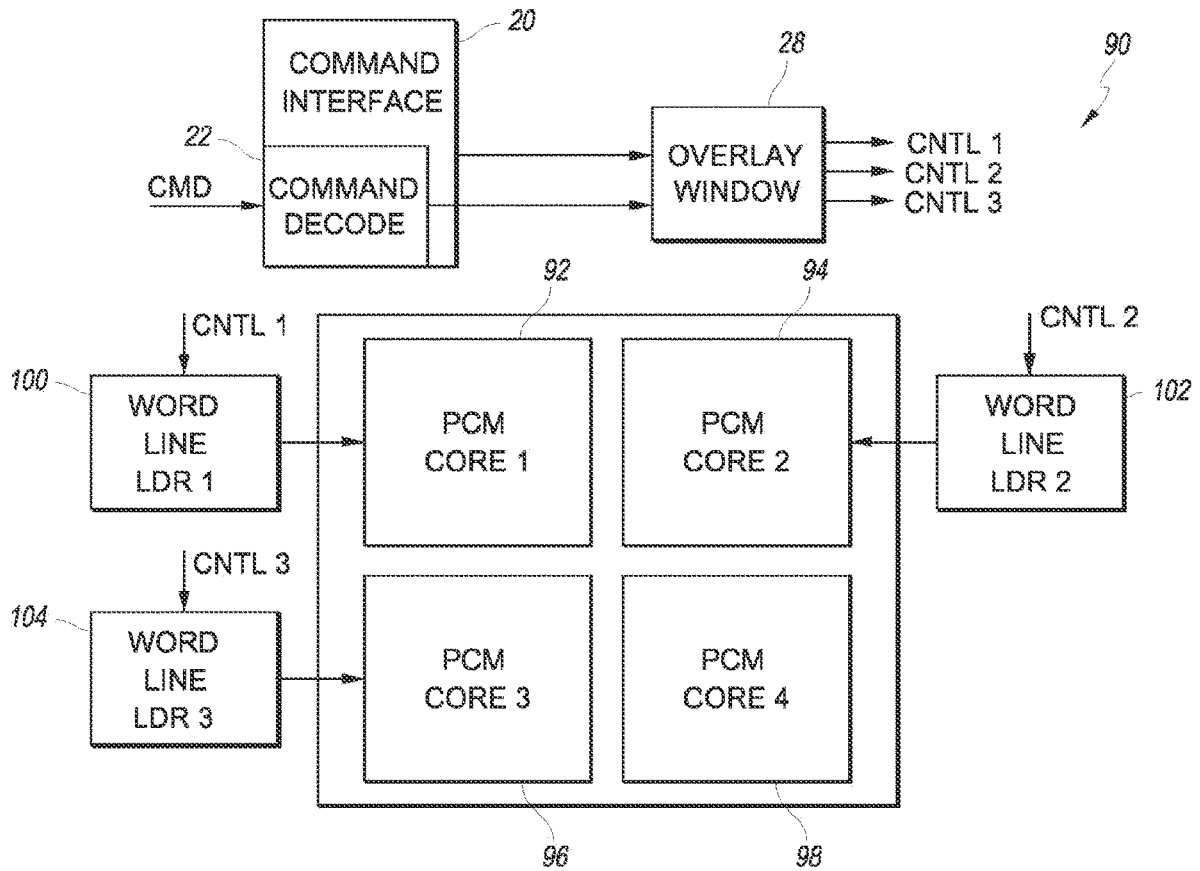 20
COMMAND
INTERFACE
22
COMMAND
DECODE
CMD
28
OVERLAY
WINDOW
CNTL 1
CNTL 2
CNTL 3
90
92
94
CNTL 1
100
WORD
LINE
LDR 1
PCM
CORE 1
PCM
CORE 2
CNTL 2
102
WORD
LINE
LDR 2
CNTL 3
104
WORD
LINE
LDR 3
PCM
CORE 3
PCM
CORE 4
96
98